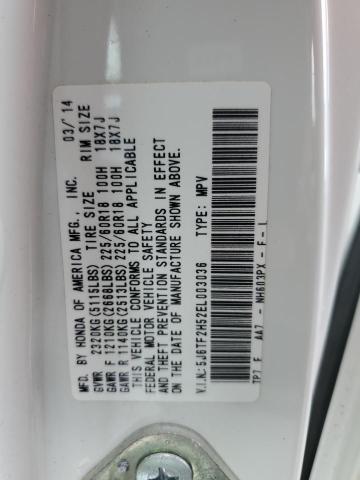 MFD. BY HONDA OF AMERICA MFG., INC. 03/'14
GVWR 2320KG(5115LBS) TIRE SIZE RIM SIZE
GAWR F 1210KG(2668LBS) 225/60R18 100H 18X7J
GAWR R 1140KG(2513LBS) 225/60R18 100H 18X7J
THIS VEHICLE CONFORMS TO ALL APPLICABLE
FEDERAL MOTOR VEHICLE SAFETY
AND THEFT PREVENTION STANDARDS IN EFFECT
ON THE DATE OF MANUFACTURE SHOWN ABOVE.
V.I.N.:5J6TF2H52EL003036 TYPE: MPV
TP7 F AA7 - NH603PX - F - L